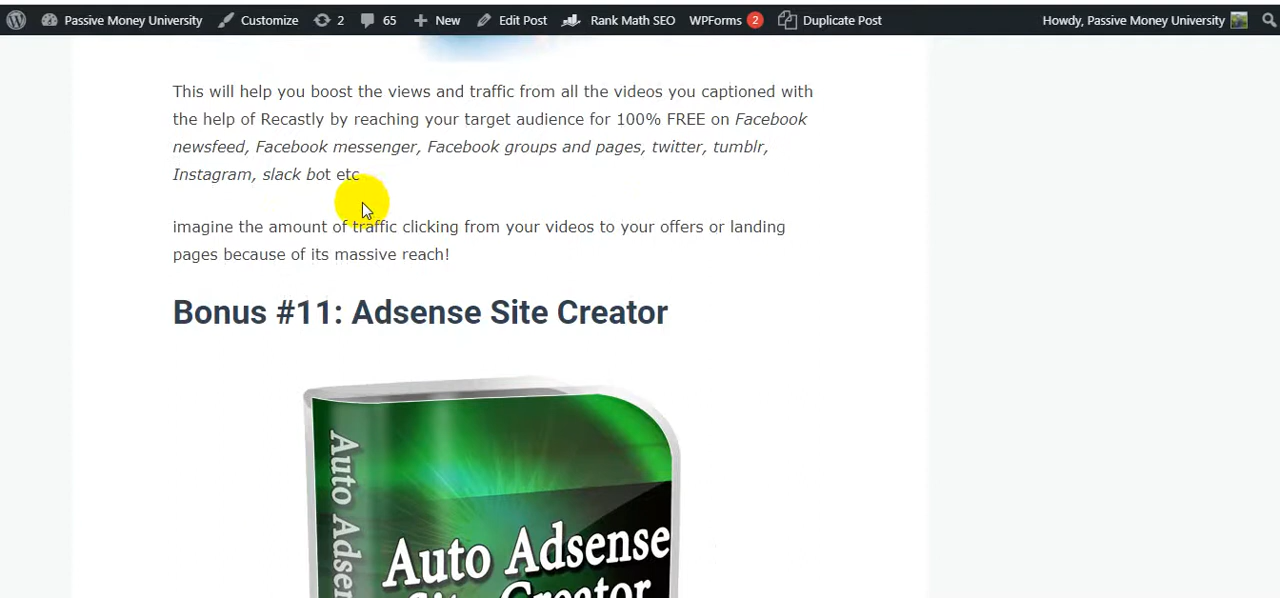 Passive Money University Customize 2 65 New Edit Post Rank Math SEO WPForms 2 Duplicate Post Howdy, Passive Money University
This will help you boost the views and traffic from all the videos you captioned with
the help of Recastly by reaching your target audience for 100% FREE on Facebook
newsfeed, Facebook messenger, Facebook groups and pages, twitter, tumblr,
Instagram, slack bot etc
imagine the amount of traffic clicking from your videos to your offers or landing
pages because of its massive reach!
Bonus #11: Adsense Site Creator
Auto Adsen
Auto Adsense
Site Creator